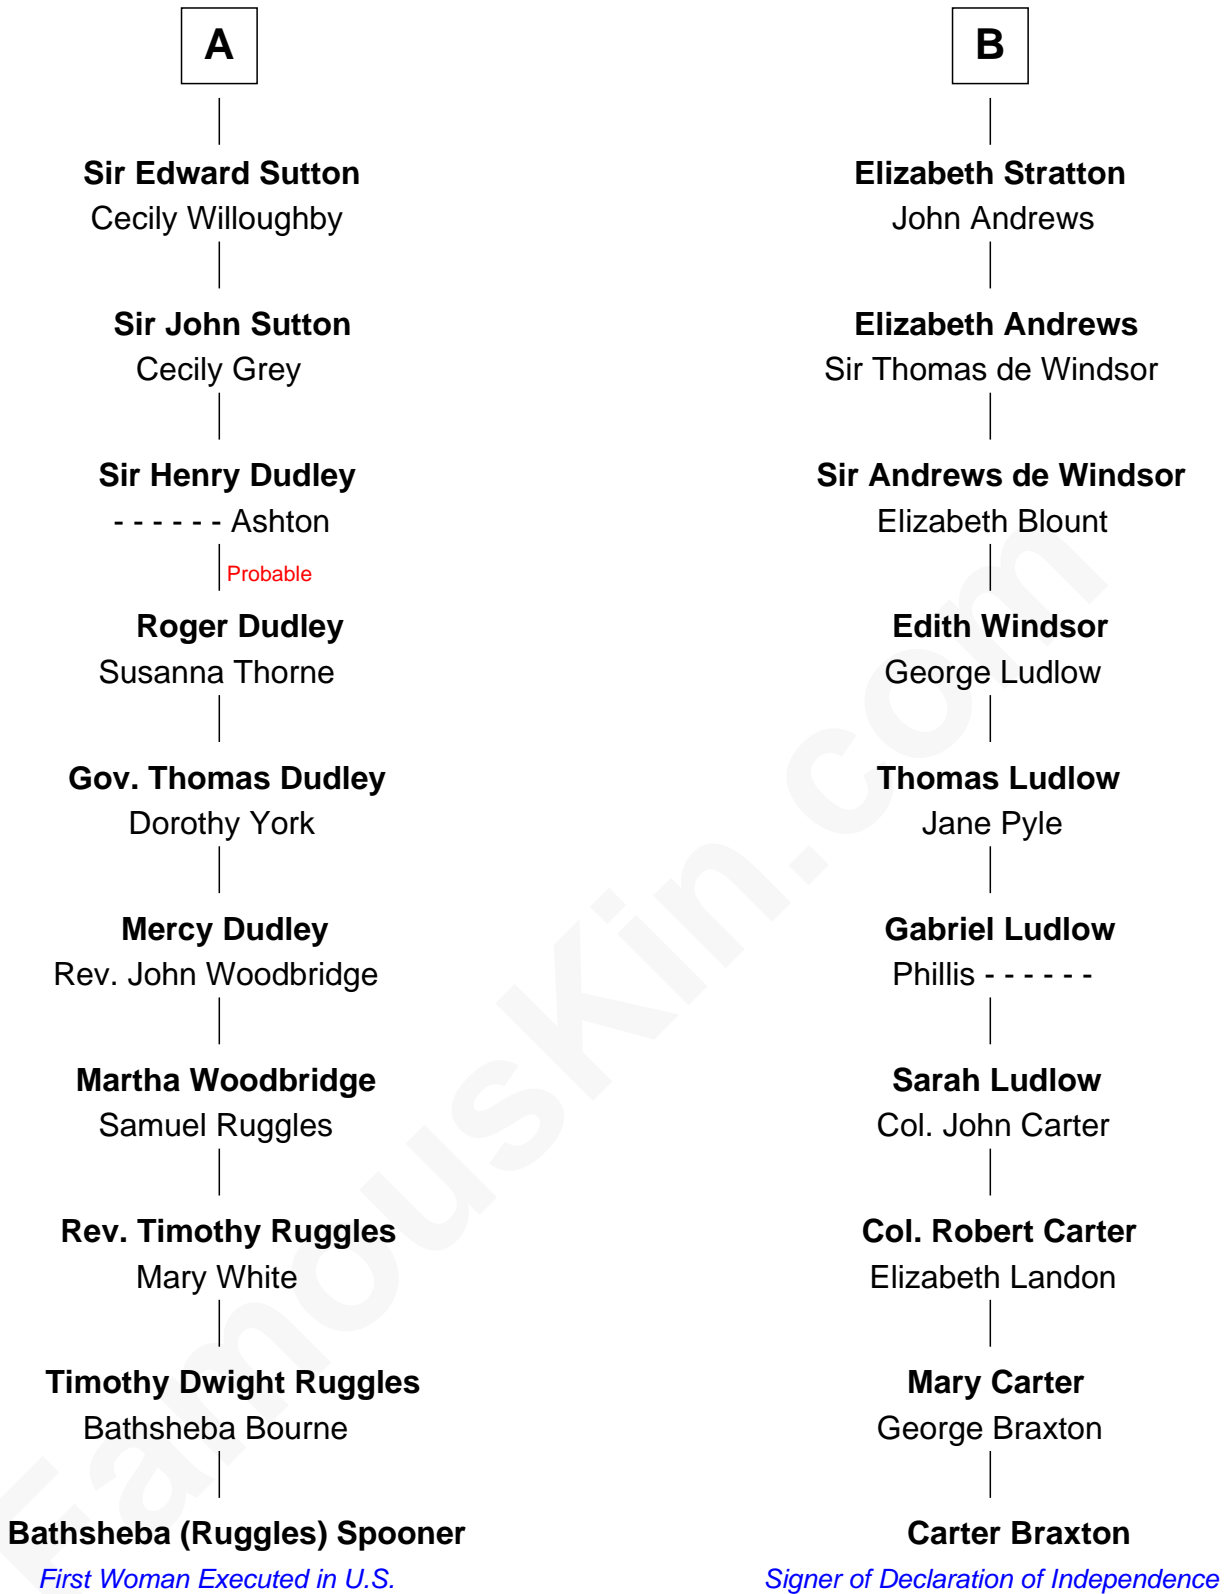 A
Sir Edward Sutton
Cecily Willoughby
Sir John Sutton
Cecily Grey
Sir Henry Dudley
- - - - - - Ashton
Probable
Roger Dudley
Susanna Thorne
Gov. Thomas Dudley
Dorothy York
Mercy Dudley
Rev. John Woodbridge
Martha Woodbridge
Samuel Ruggles
Rev. Timothy Ruggles
Mary White
Timothy Dwight Ruggles
Bathsheba Bourne
Bathsheba (Ruggles) Spooner
First Woman Executed in U.S.
B
Elizabeth Stratton
John Andrews
Elizabeth Andrews
Sir Thomas de Windsor
Sir Andrews de Windsor
Elizabeth Blount
Edith Windsor
George Ludlow
Thomas Ludlow
Jane Pyle
Gabriel Ludlow
Phillis - - - - - -
Sarah Ludlow
Col. John Carter
Col. Robert Carter
Elizabeth Landon
Mary Carter
George Braxton
Carter Braxton
Signer of Declaration of Independence
FamousKin.com